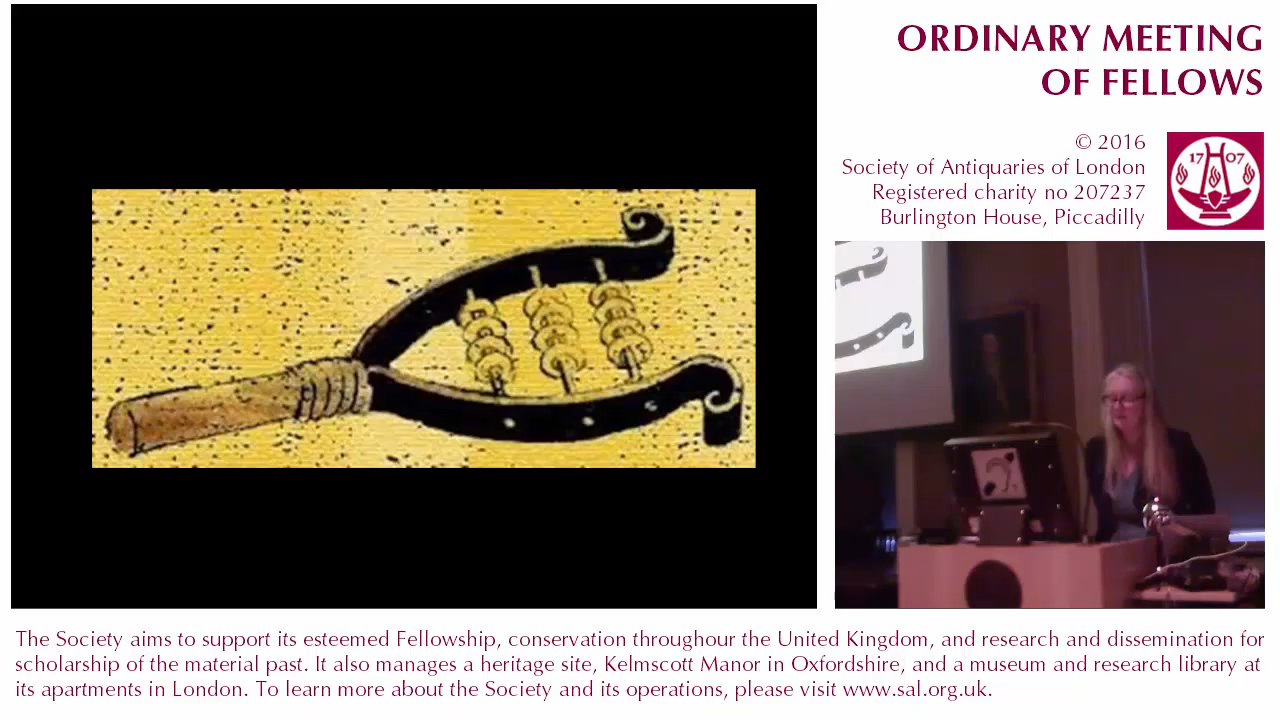 ORDINARY MEETING
OF FELLOWS
© 2016
Society of Antiquaries of London
Registered charity no 207237
Burlington House, Piccadilly
17 07
The Society aims to support its esteemed Fellowship, conservation throughour the United Kingdom, and research and dissemination for
scholarship of the material past. It also manages a heritage site, Kelmscott Manor in Oxfordshire, and a museum and research library at
its apartments in London. To learn more about the Society and its operations, please visit www.sal.org.uk.